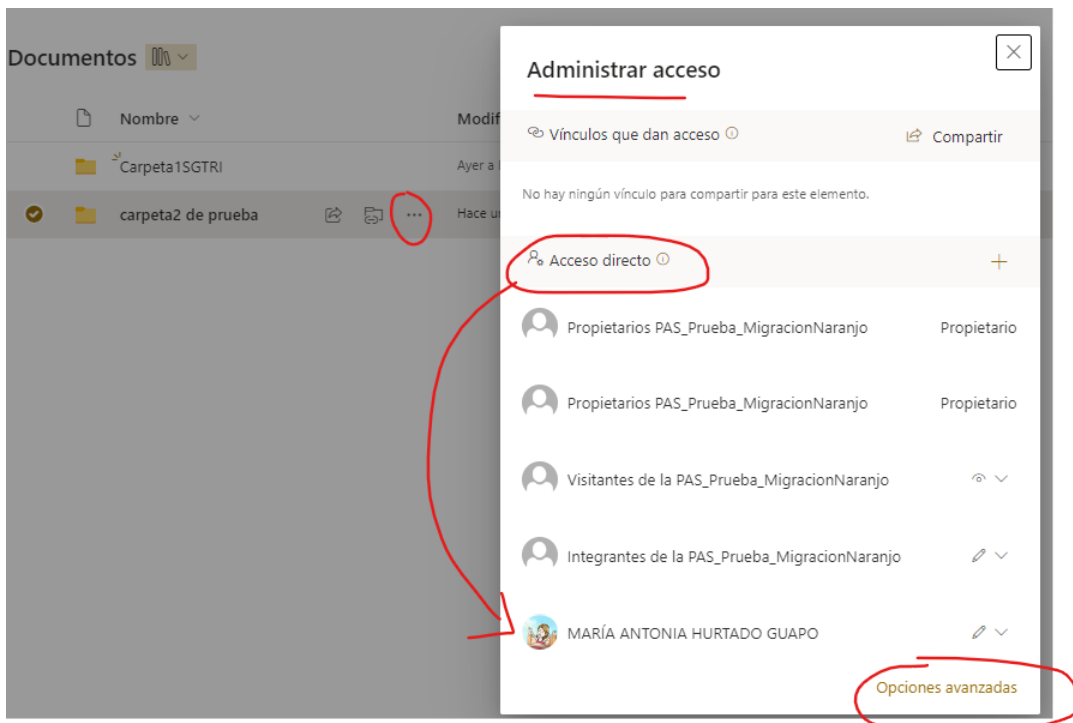 Documentos
Administrar acceso
Nombre
Modif
Vínculos que dan acceso
Compartir
Carpeta1SGTRI
Ayer a
No hay ningún vínculo para compartir para este elemento.
carpeta2 de prueba
Hace un
Acceso directo
Propietarios PAS_Prueba_MigracionNaranjo Propietario
Propietarios PAS_Prueba_MigracionNaranjo Propietario
Visitantes de la PAS_Prueba_MigracionNaranjo
Integrantes de la PAS_Prueba_MigracionNaranjo
MARÍA ANTONIA HURTADO GUAPO
Opciones avanzadas